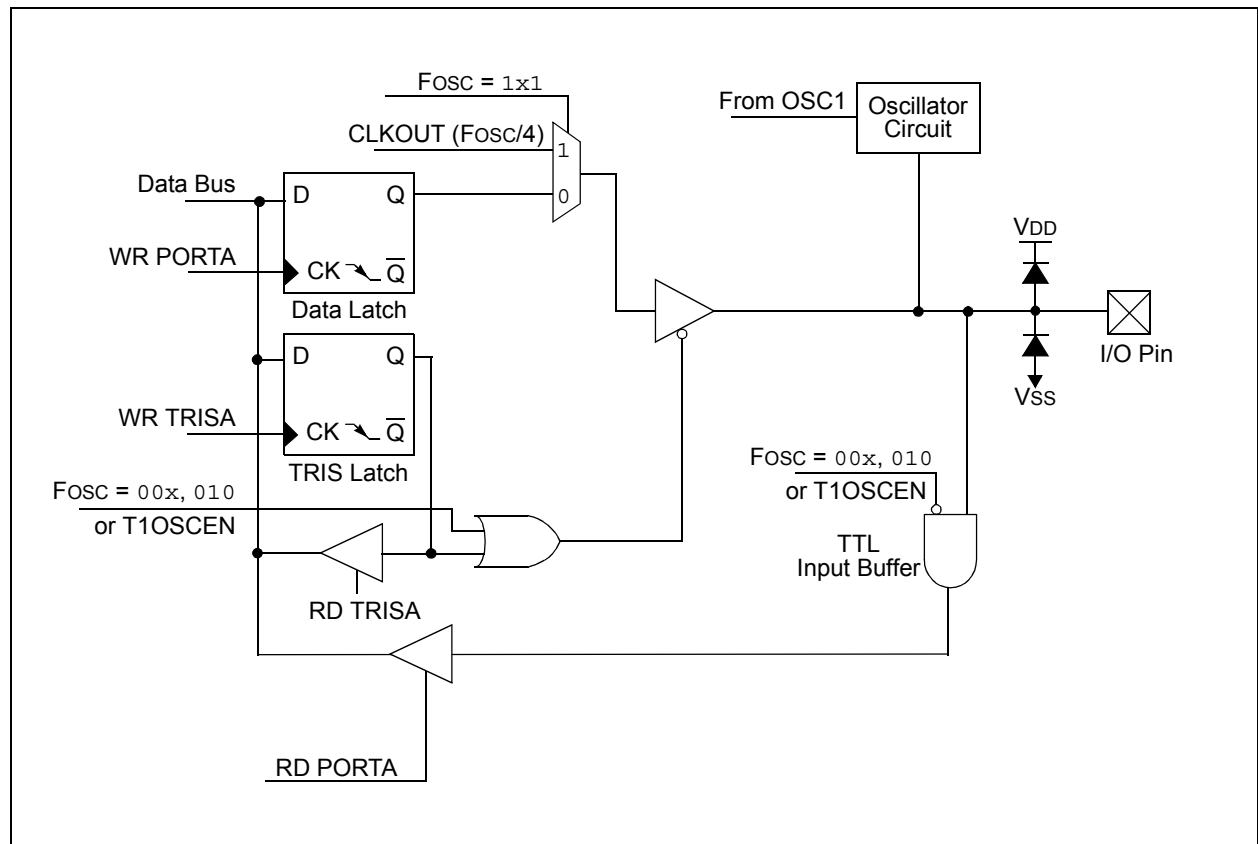 FOSC = 1x1
CLKOUT (FOSC/4)
1
0
From OSC1
Oscillator
Circuit
Data Bus
D
Q
WR PORTA
CK
Q
Data Latch
VDD
VSS
I/O Pin
D
Q
WR TRISA
CK
Q
TRIS Latch
FOSC = 00x, 010
or T1OSCEN
FOSC = 00x, 010
or T1OSCEN
TTL
Input Buffer
RD TRISA
RD PORTA